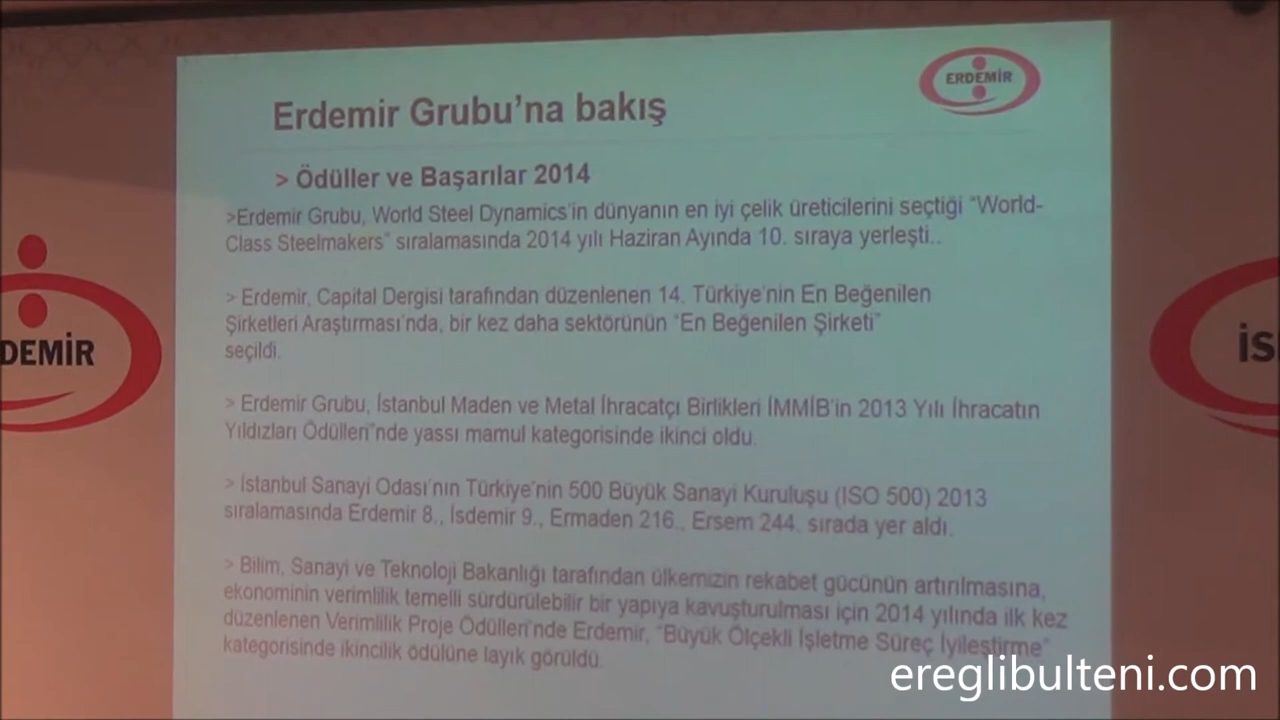 Erdemir Grubu'na bakış
ERDEMİR
> Ödüller ve Başarılar 2014
>Erdemir Grubu, World Steel Dynamics'in dünyanın en iyi çelik üreticilerini seçtiği "World-
Class Steelmakers" sıralamasında 2014 yılı Haziran Ayında 10. sıraya yerleşti..
> Erdemir, Capital Dergisi tarafından düzenlenen 14. Türkiye'nin En Beğenilen
Şirketleri Araştırması'nda, bir kez daha sektörünün "En Beğenilen Şirketi"
seçildi.
> Erdemir Grubu, İstanbul Maden ve Metal İhracatçı Birlikleri İMMİB'in 2013 Yılı İhracatın
Yıldızları Ödülleri"nde yassı mamul kategorisinde ikinci oldu.
> İstanbul Sanayi Odası'nın Türkiye'nin 500 Büyük Sanayi Kuruluşu (ISO 500) 2013
sıralamasında Erdemir 8., İsdemir 9., Ermaden 216., Ersem 244. sırada yer aldı.
> Bilim, Sanayi ve Teknoloji Bakanlığı tarafından ülkemizin rekabet gücünün artırılmasına,
ekonominin verimlilik temelli sürdürülebilir bir yapıya kavuşturulması için 2014 yılında ilk kez
düzenlenen Verimlilik Proje Ödülleri'nde Erdemir, "Büyük Ölçekli İşletme Süreç İyileştirme"
kategorisinde ikincilik ödülüne layık görüldü.
DEMİR
İS
ereglibulteni.com